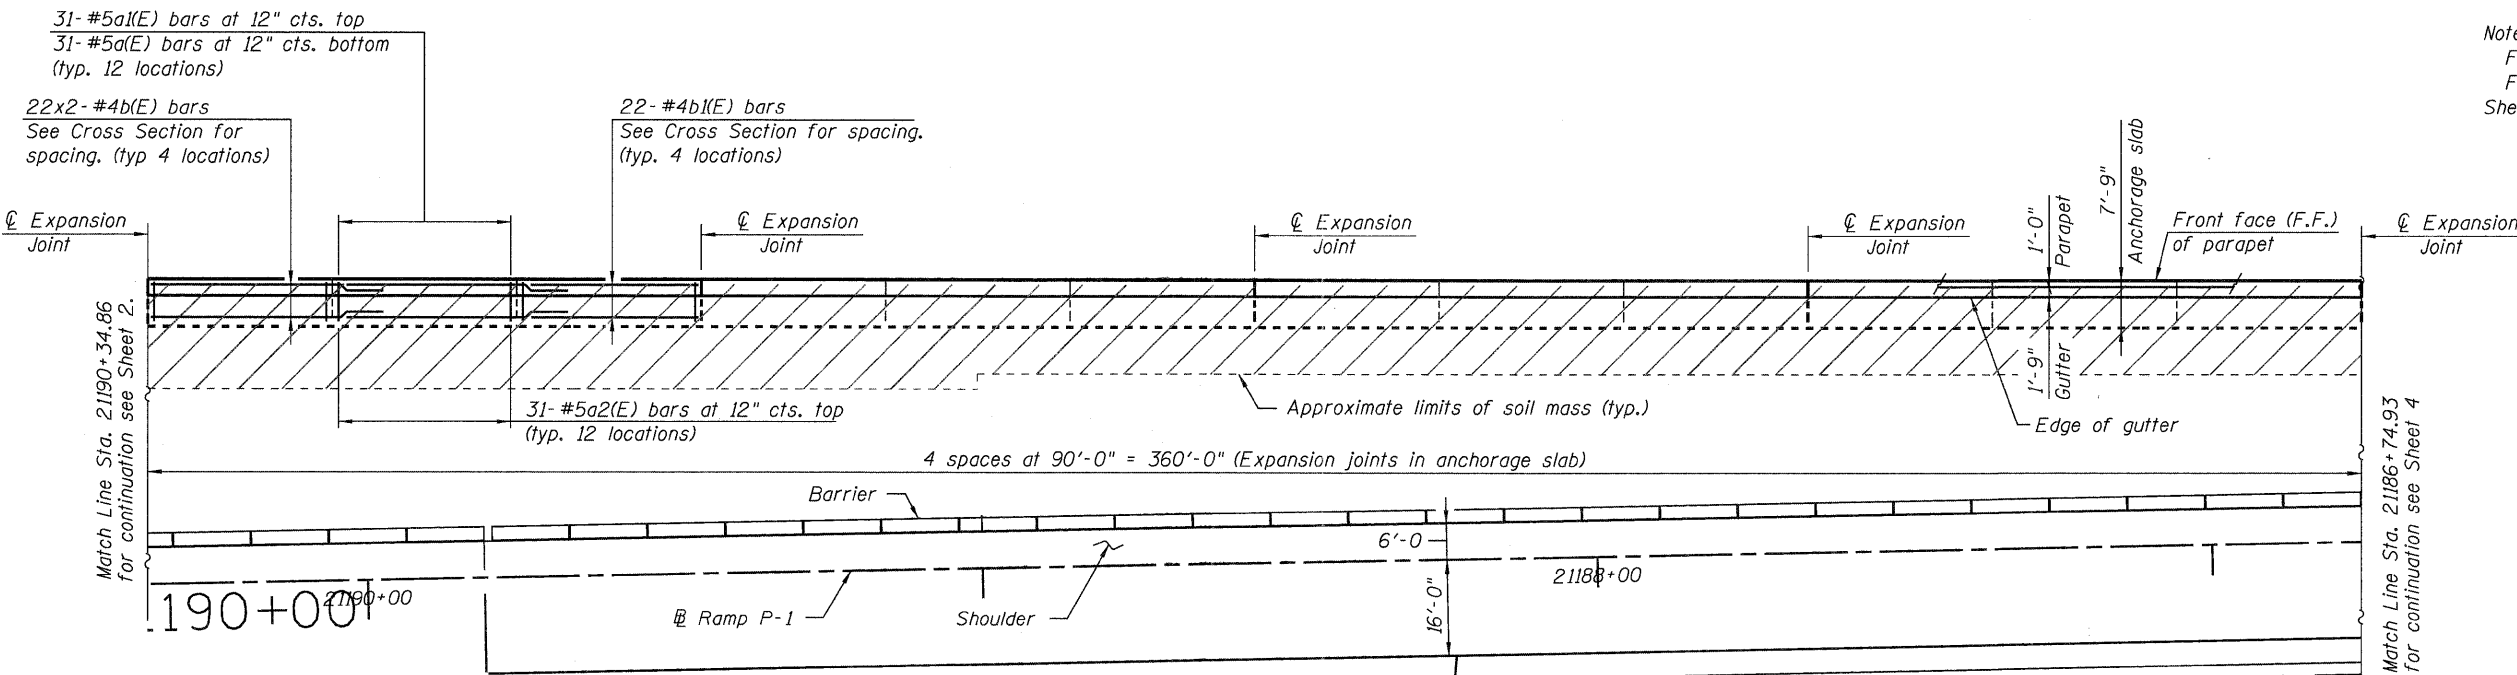 31-#5a1(E) bars at 12" cts. top
31-#5a(E) bars at 12" cts. bottom
(typ. 12 locations)
22x2-#4b(E) bars
See Cross Section for
spacing. (typ 4 locations)
22-#4b1(E) bars
See Cross Section for spacing.
(typ. 4 locations)
Note
F
F
She
℄ Expansion
Joint
℄ Expansion
Joint
℄ Expansion
Joint
℄ Expansion
Joint
℄ Expansion
Joint
1'-0"
Parapet
7'-9"
Anchorage slab
Front face (F.F.)
of parapet
1'-9"
Gutter
Edge of gutter
Match Line Sta. 21190+34.86
for continuation see Sheet 2.
31-#5a2(E) bars at 12" cts. top
(typ. 12 locations)
Approximate limits of soil mass (typ.)
4 spaces at 90'-0" = 360'-0" (Expansion joints in anchorage slab)
Match Line Sta. 21186+74.93
for continuation see Sheet 4
Barrier
6'-0
16'-0"
.190+00
21190+00
Ramp P-1
Shoulder
21188+00